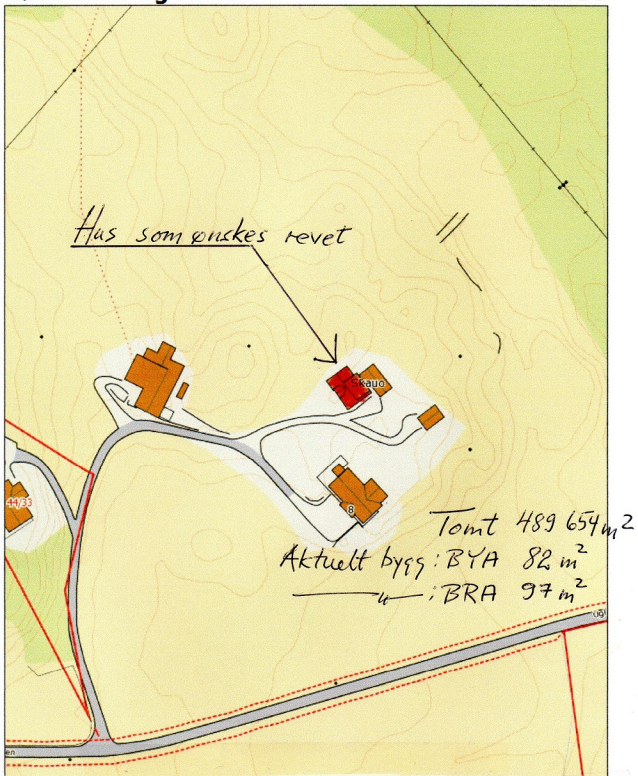 Hus som ønskes revet
Skauo
44/33
8
Tomt 489 654 m²
Aktuelt bygg: BYA 82 m²
—— " —: BRA 97 m²
en